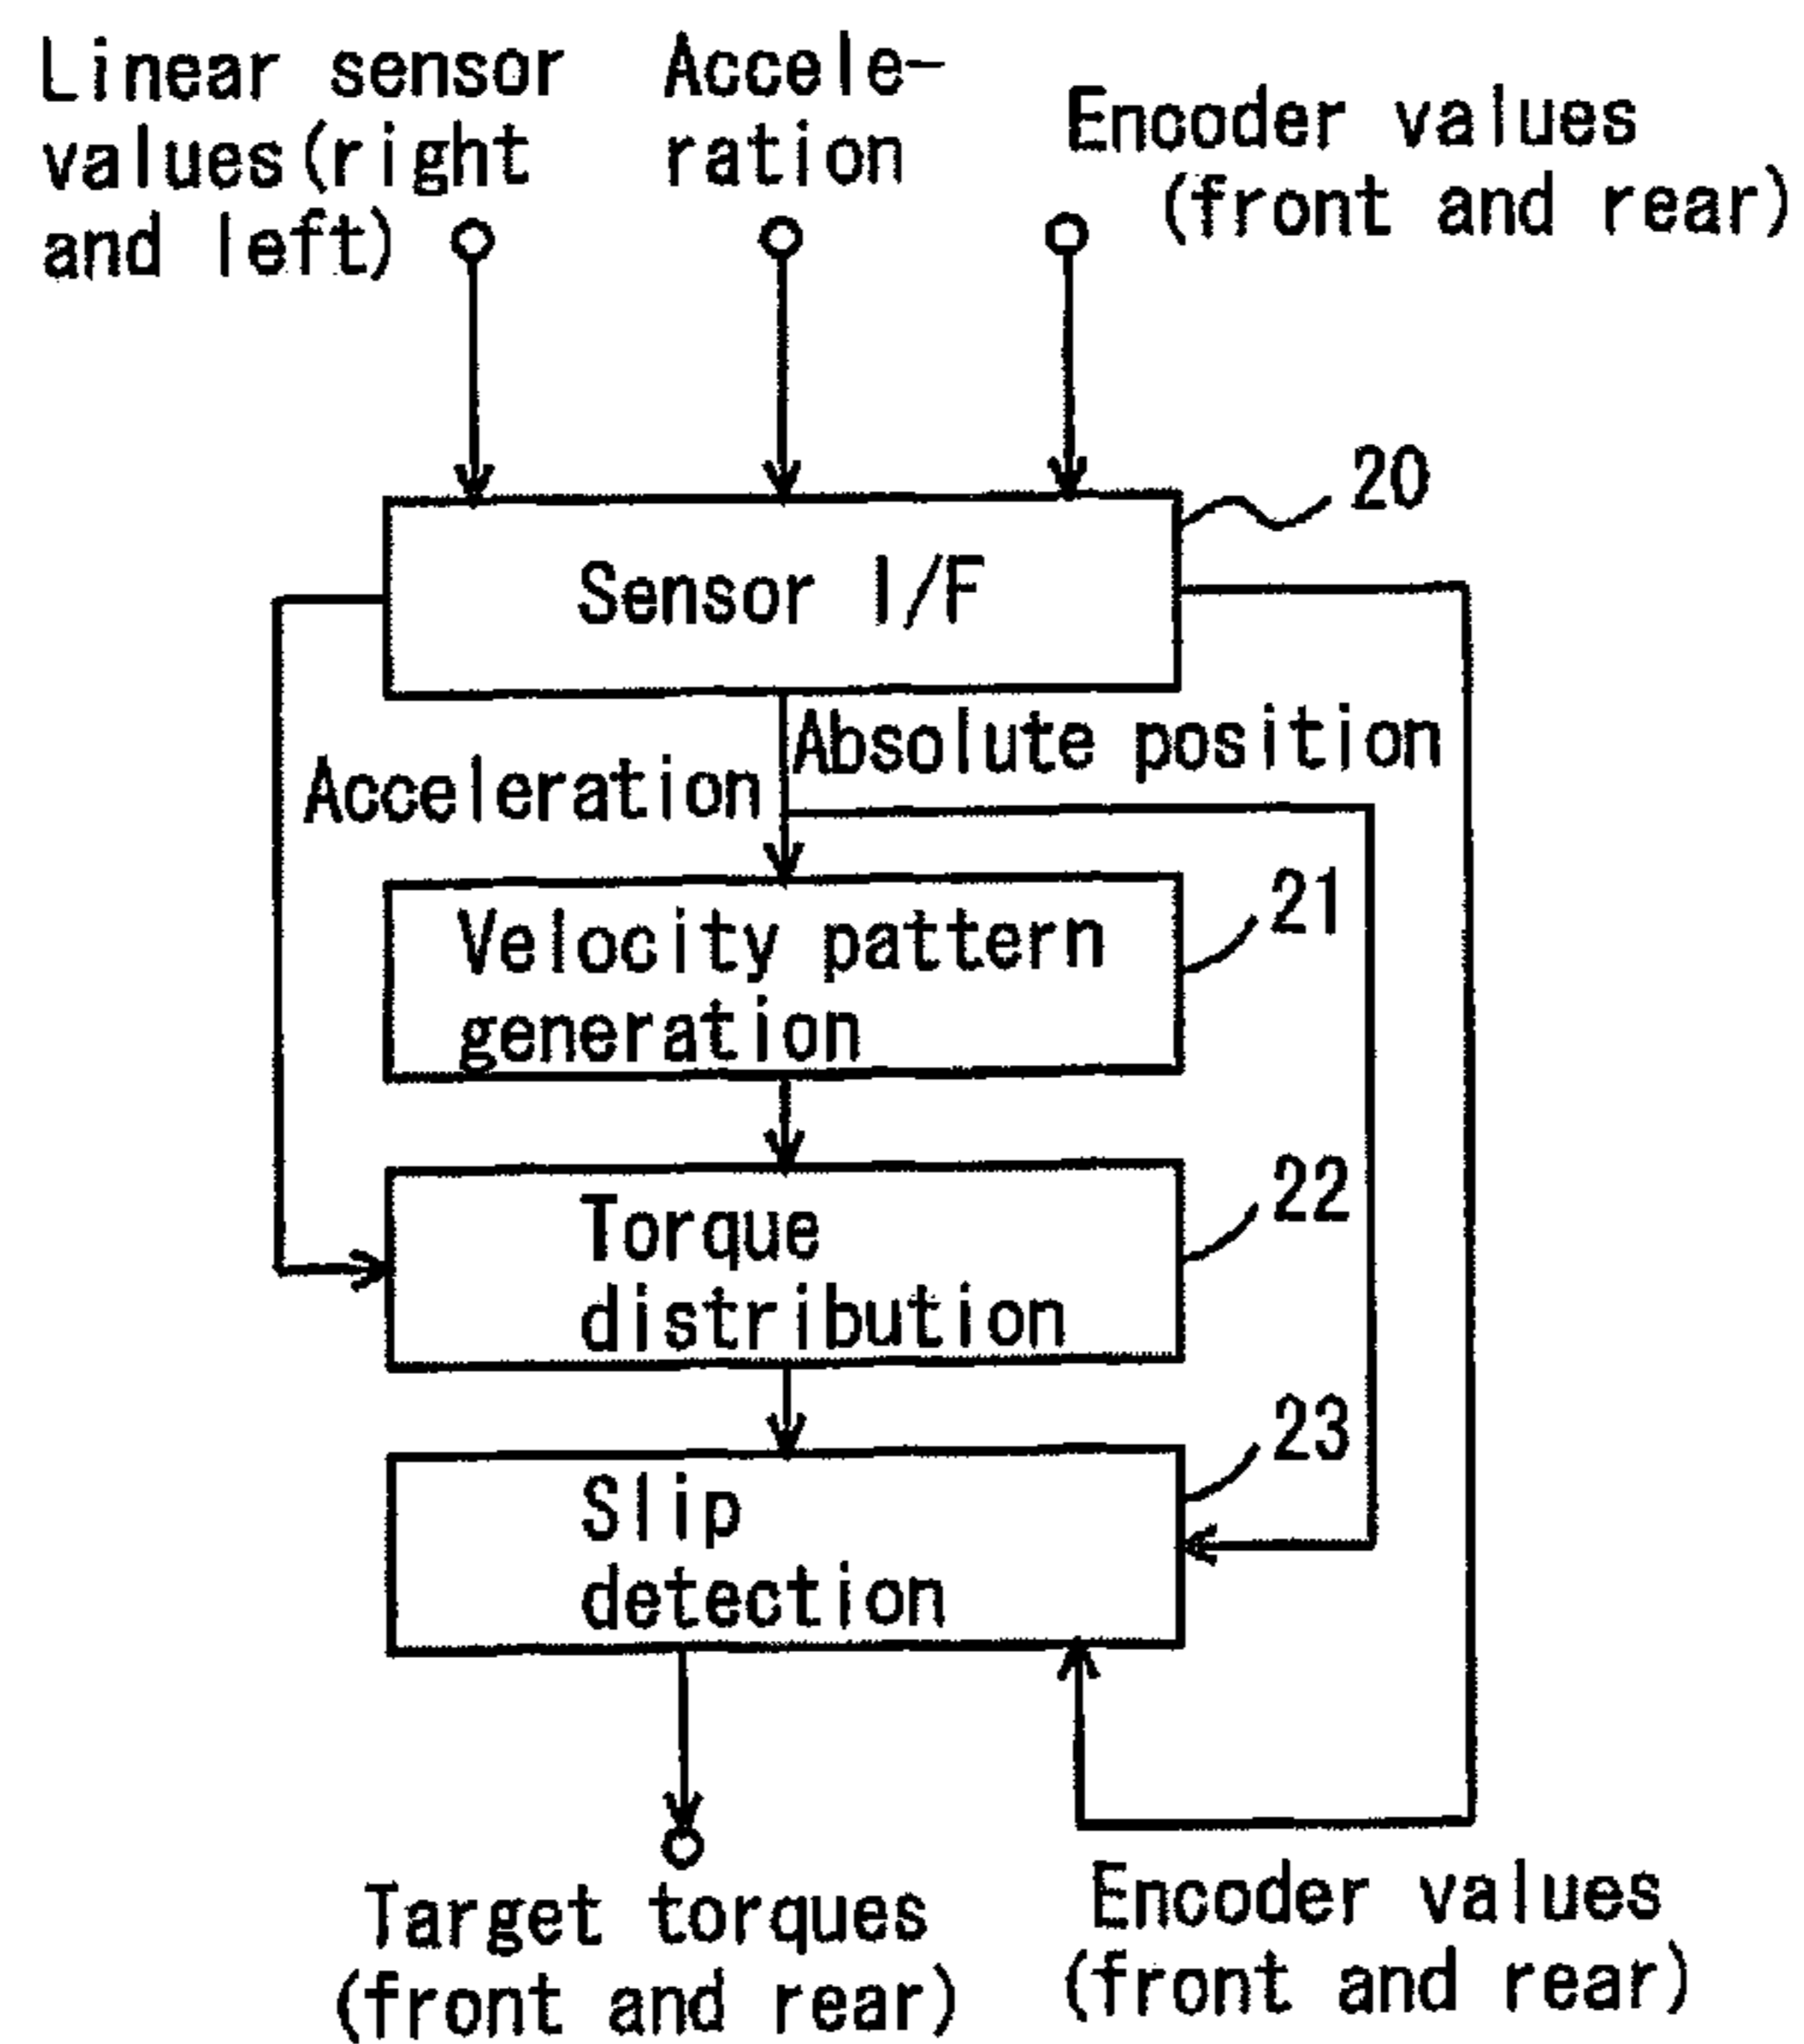 Linear sensor
values(right
and left)
Accele-
ration
Encoder values
(front and rear)
20
Sensor I/F
Absolute position
Acceleration
21
Velocity pattern
generation
22
Torque
distribution
23
Slip
detection
Target torques
(front and rear)
Encoder values
(front and rear)